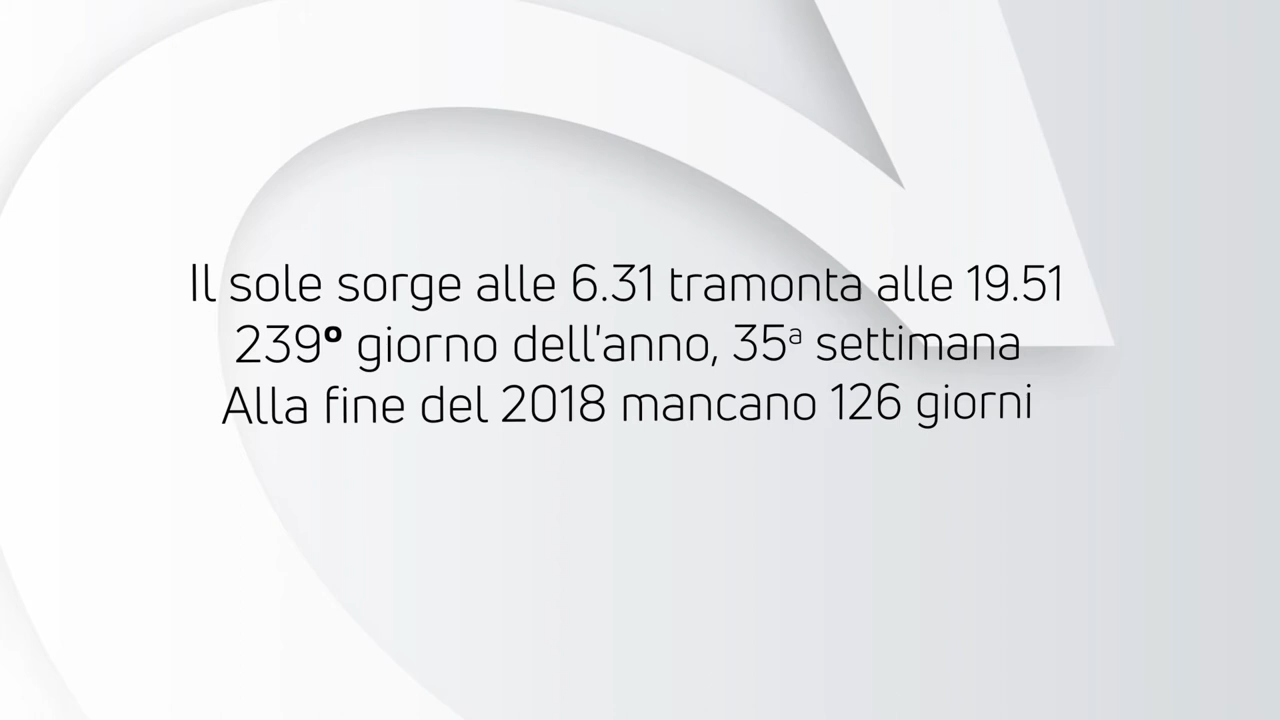 Il sole sorge alle 6.31 tramonta alle 19.51
239º giorno dell'anno, 35ª settimana
Alla fine del 2018 mancano 126 giorni